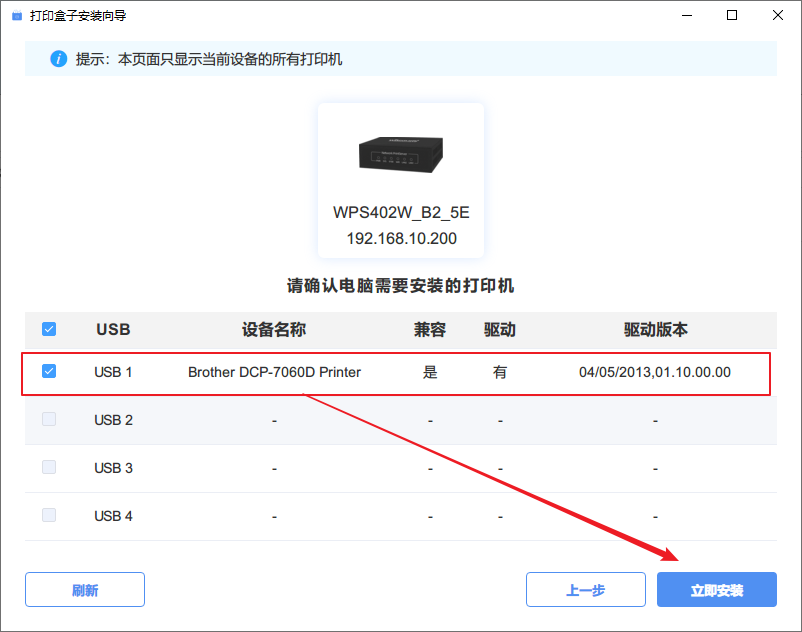 打印盒子安装向导
提示：本页面只显示当前设备的所有打印机
WPS402W_B2_5E
192.168.10.200
请确认电脑需要安装的打印机
USB 设备名称 兼容 驱动 驱动版本
USB 1 Brother DCP-7060D Printer 是 有 04/05/2013,01.10.00.00
USB 2 - - - -
USB 3 - - - -
USB 4 - - - -
刷新 上一步 立即安装